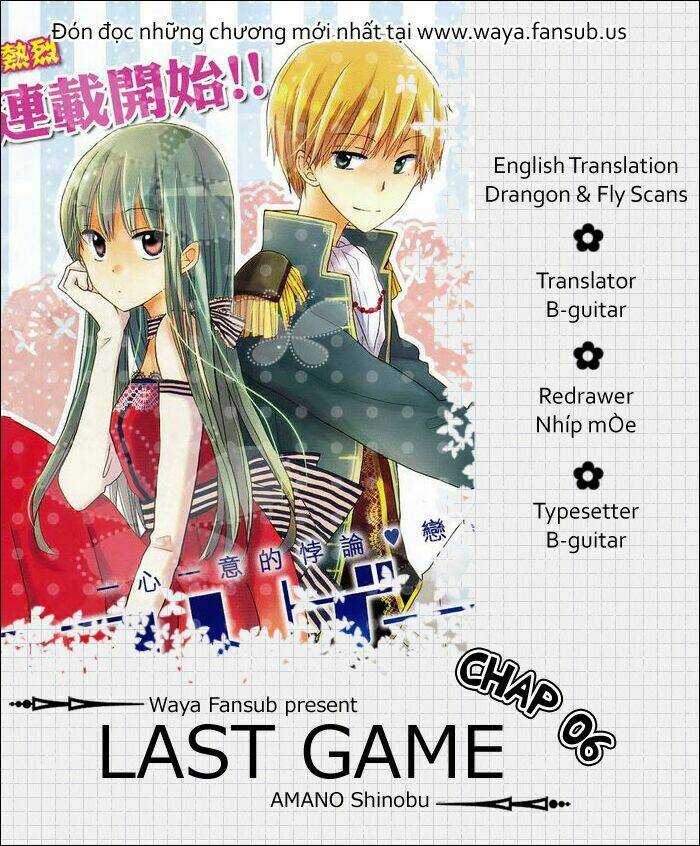 Đón đọc những chương mới nhất tại www.waya.fansub.us
熱烈
連載開始!!
English Translation
Drangon & Fly Scans
Translator
B-guitar
Redrawer
Nhíp mÒe
Typesetter
B-guitar
一心一意的悖論♥戀
CHAP 06
Waya Fansub present
LAST GAME
AMANO Shinobu